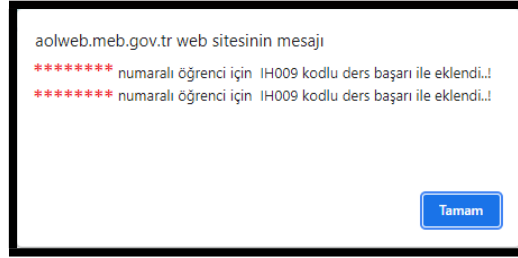 aolweb.meb.gov.tr web sitesinin mesajı
******** numaralı öğrenci için IH009 kodlu ders başarı ile eklendi..!
******** numaralı öğrenci için IH009 kodlu ders başarı ile eklendi..!
Tamam